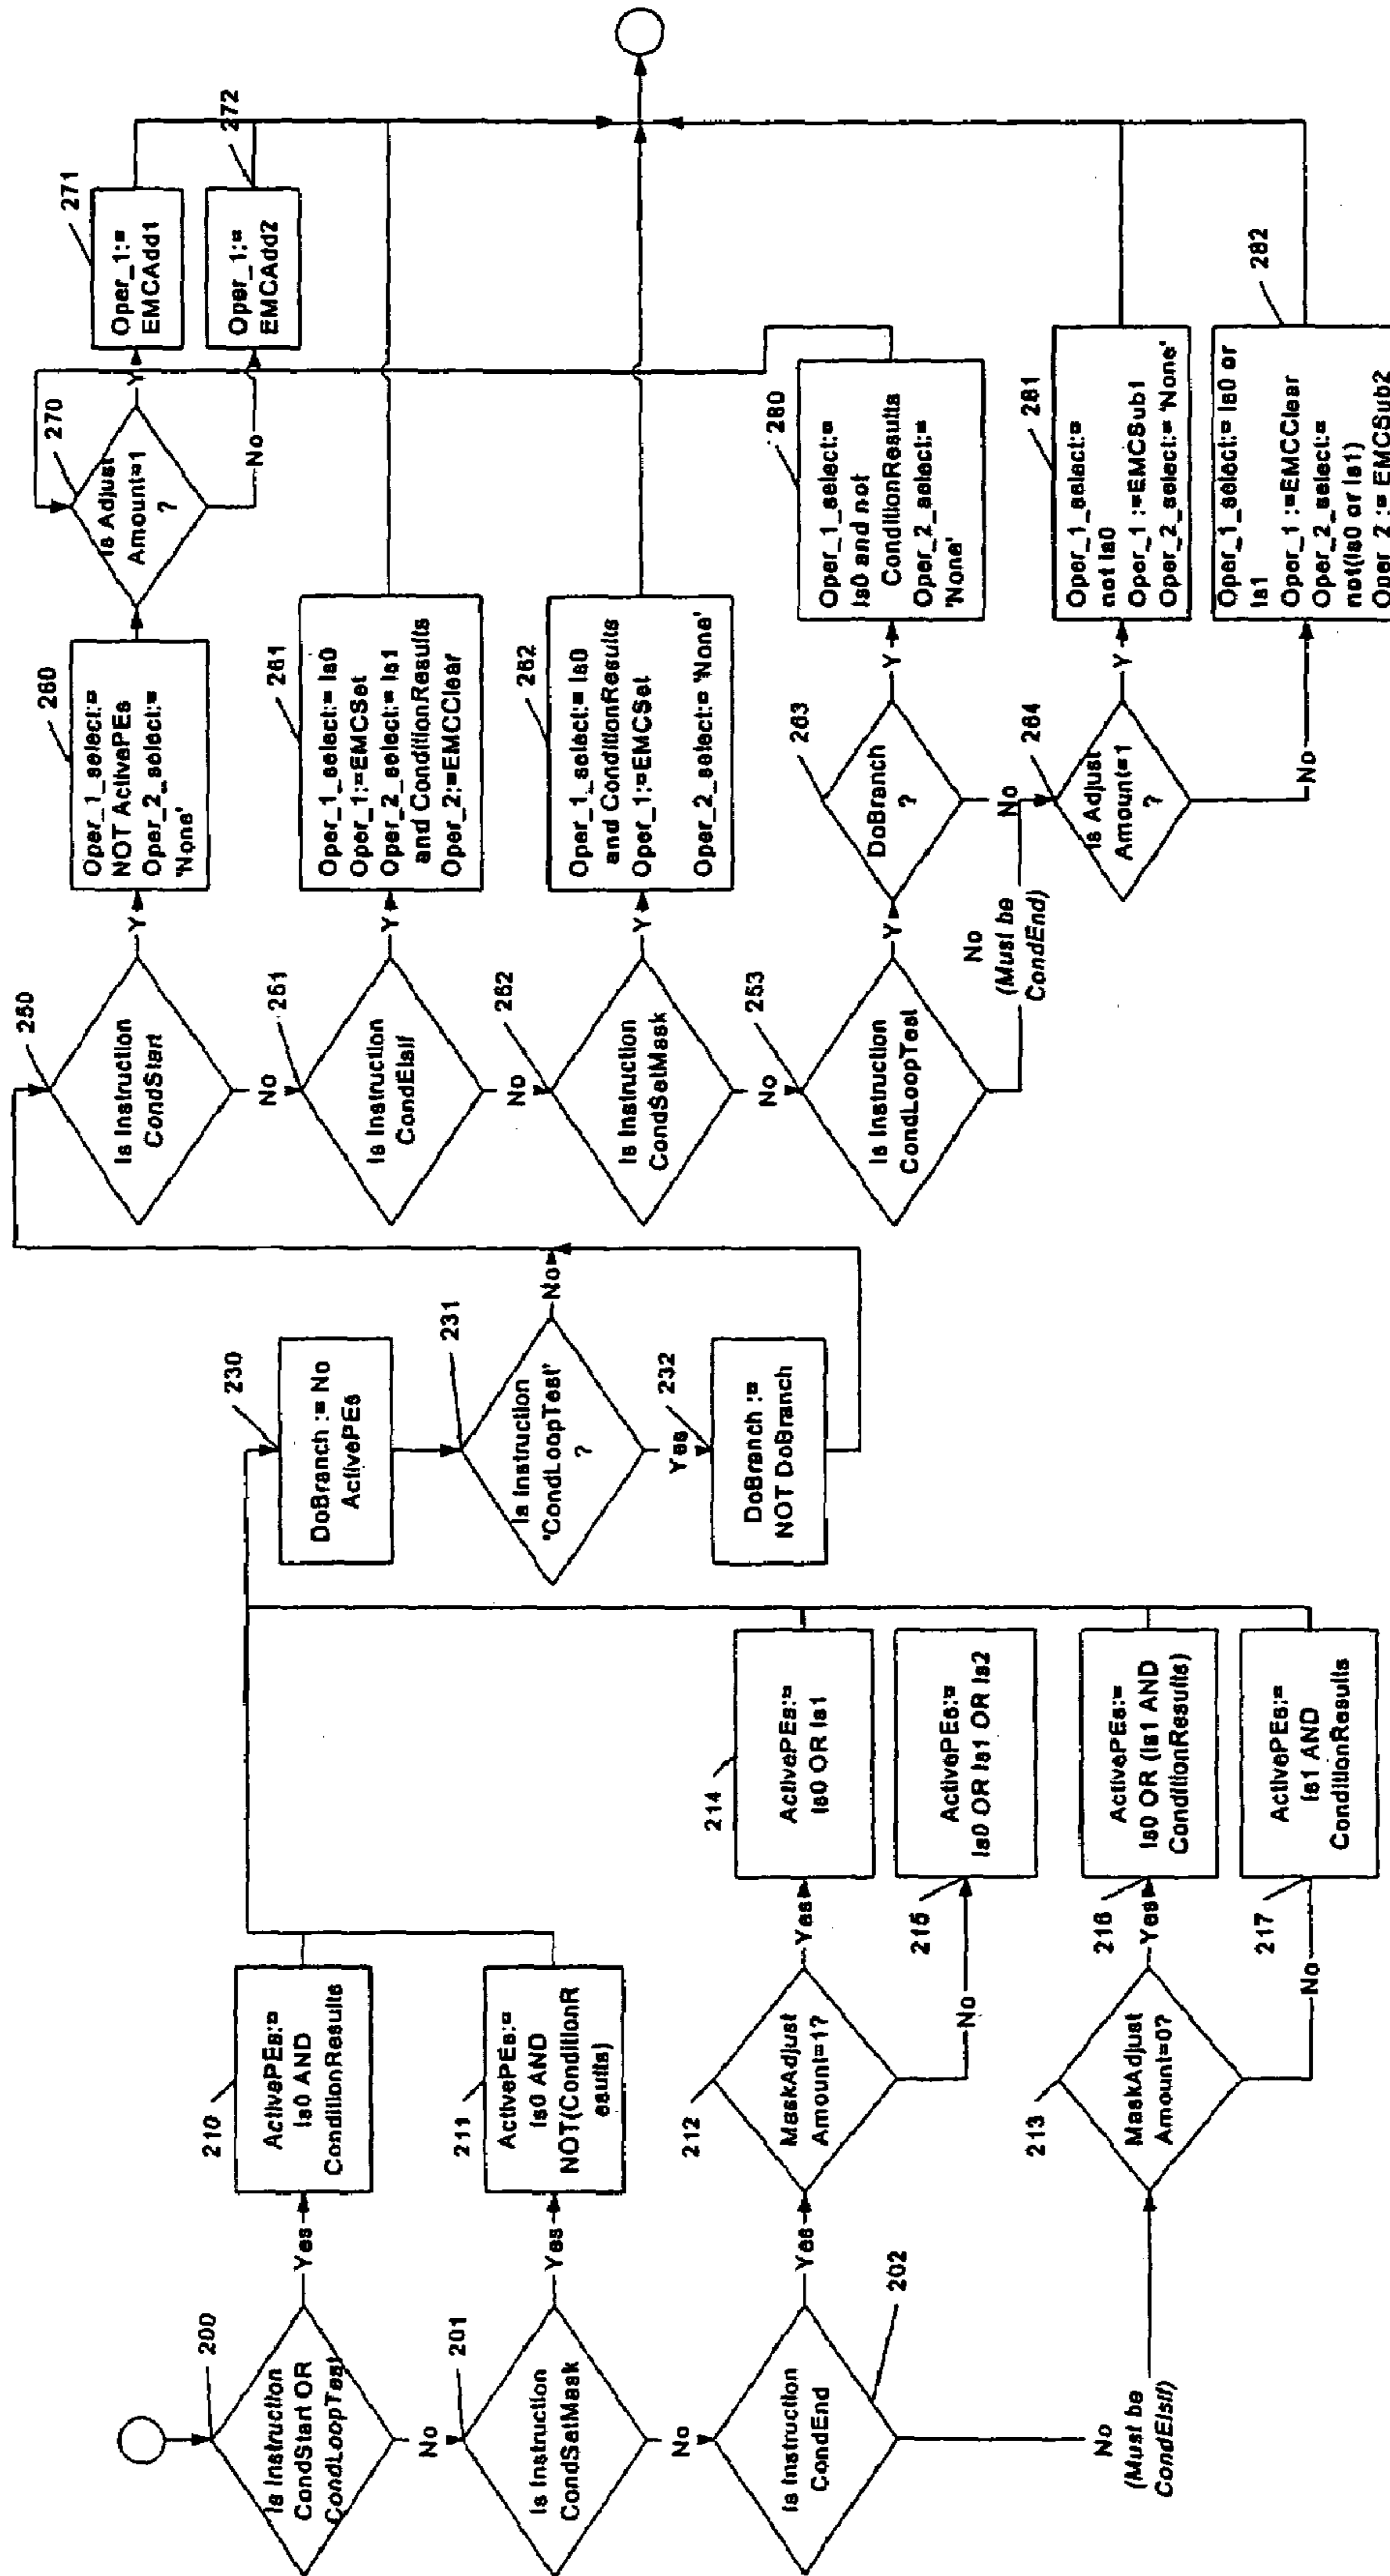 200
Is Instruction
CondStart OR
CondLoopTest
Yes
210
ActivePEs:=
Is0 AND
ConditionResults
No
201
Is Instruction
CondSetMask
Yes
211
ActivePEs:=
Is0 AND
NOT(ConditionR
esults)
No
Is Instruction
CondEnd
202
Yes
212
MaskAdjust
Amount=1?
Yes
214
ActivePEs:=
Is0 OR Is1
No
215
ActivePEs:=
Is0 OR Is1 OR Is2
No
(Must be
CondElsif)
213
MaskAdjust
Amount=0?
Yes
216
ActivePEs:=
Is0 OR (Is1 AND
ConditionResults)
No
217
ActivePEs:=
Is1 AND
ConditionResults
230
DoBranch := No
ActivePEs
231
Is Instruction
'CondLoopTest'
?
No
Yes
232
DoBranch :=
NOT DoBranch
250
Is Instruction
CondStart
Y
260
Oper_1_select:=
NOT ActivePEs
Oper_2_select:=
'None'
270
Is Adjust
Amount=1
?
Y
271
Oper_1:=
EMCAdd1
No
272
Oper_1:=
EMCAdd2
No
251
Is Instruction
CondElsif
Y
261
Oper_1_select:= Is0
Oper_1:=EMCSet
Oper_2_select:= Is1
and ConditionResults
Oper_2:=EMCClear
No
252
Is Instruction
CondSetMask
Y
262
Oper_1_select:= Is0
and ConditionResults
Oper_1:=EMCSet
Oper_2_select:= 'None'
No
253
Is Instruction
CondLoopTest
Y
263
DoBranch
?
Y
280
Oper_1_select:=
Is0 and not
ConditionResults
Oper_2_select:=
'None'
No
(Must be
CondEnd)
No
264
Is Adjust
Amount=1
?
Y
281
Oper_1_select:=
not Is0
Oper_1 :=EMCSub1
Oper_2_select:= 'None'
No
282
Oper_1_select:= Is0 or
Is1
Oper_1 :=EMCClear
Oper_2_select:=
not(Is0 or Is1)
Oper_2 := EMCSub2